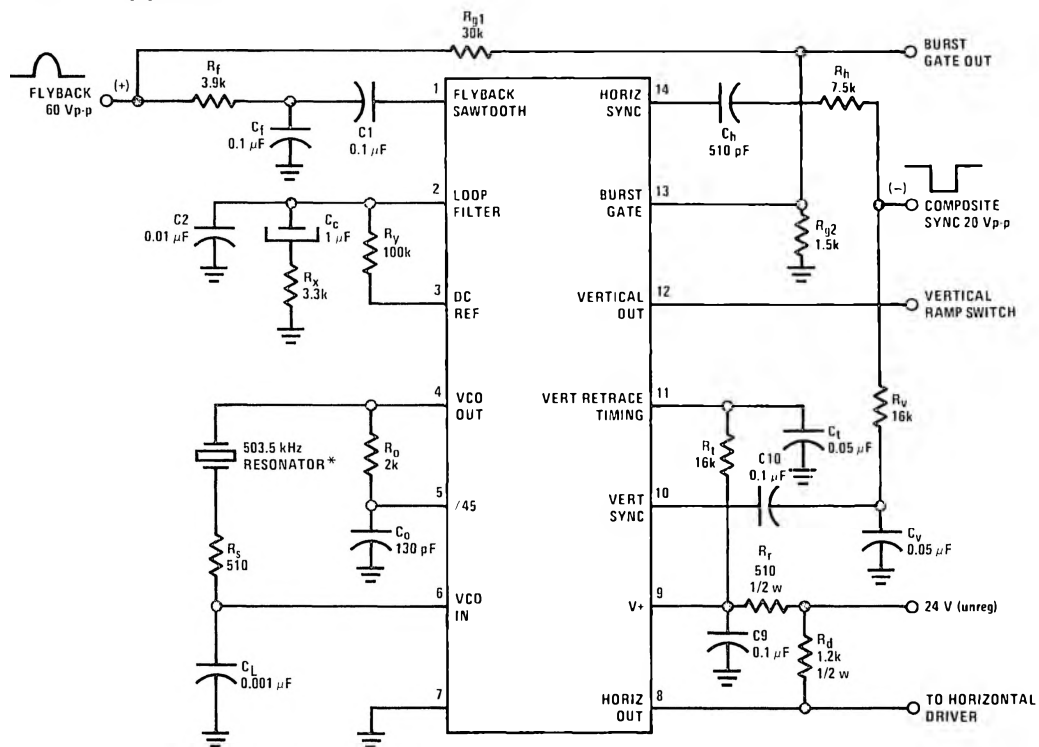 Rg1
30k
BURST
GATE OUT
FLYBACK
60 Vp-p
(+)
Rf
3.9k
Cf
0.1 µF
C1
0.1 µF
1
FLYBACK
SAWTOOTH
HORIZ
SYNC
14
Ch
510 pF
Rh
7.5k
(−)
COMPOSITE
SYNC 20 Vp-p
2
LOOP
FILTER
C2
0.01 µF
Cc
1 µF
Rx
3.3k
Ry
100k
3
DC
REF
BURST
GATE
13
Rg2
1.5k
VERTICAL
OUT
12
VERTICAL
RAMP SWITCH
4
VCO
OUT
503.5 kHz
RESONATOR*
Ro
2k
5
/45
Co
130 pF
Rs
510
6
VCO
IN
CL
0.001 µF
7
VERT RETRACE
TIMING
11
Rt
16k
Ct
0.05 µF
Rv
16k
C10
0.1 µF
VERT
SYNC
10
Cv
0.05 µF
Rr
510
1/2 w
V+
9
24 V (unreg)
C9
0.1 µF
Rd
1.2k
1/2 w
HORIZ
OUT
8
TO HORIZONTAL
DRIVER